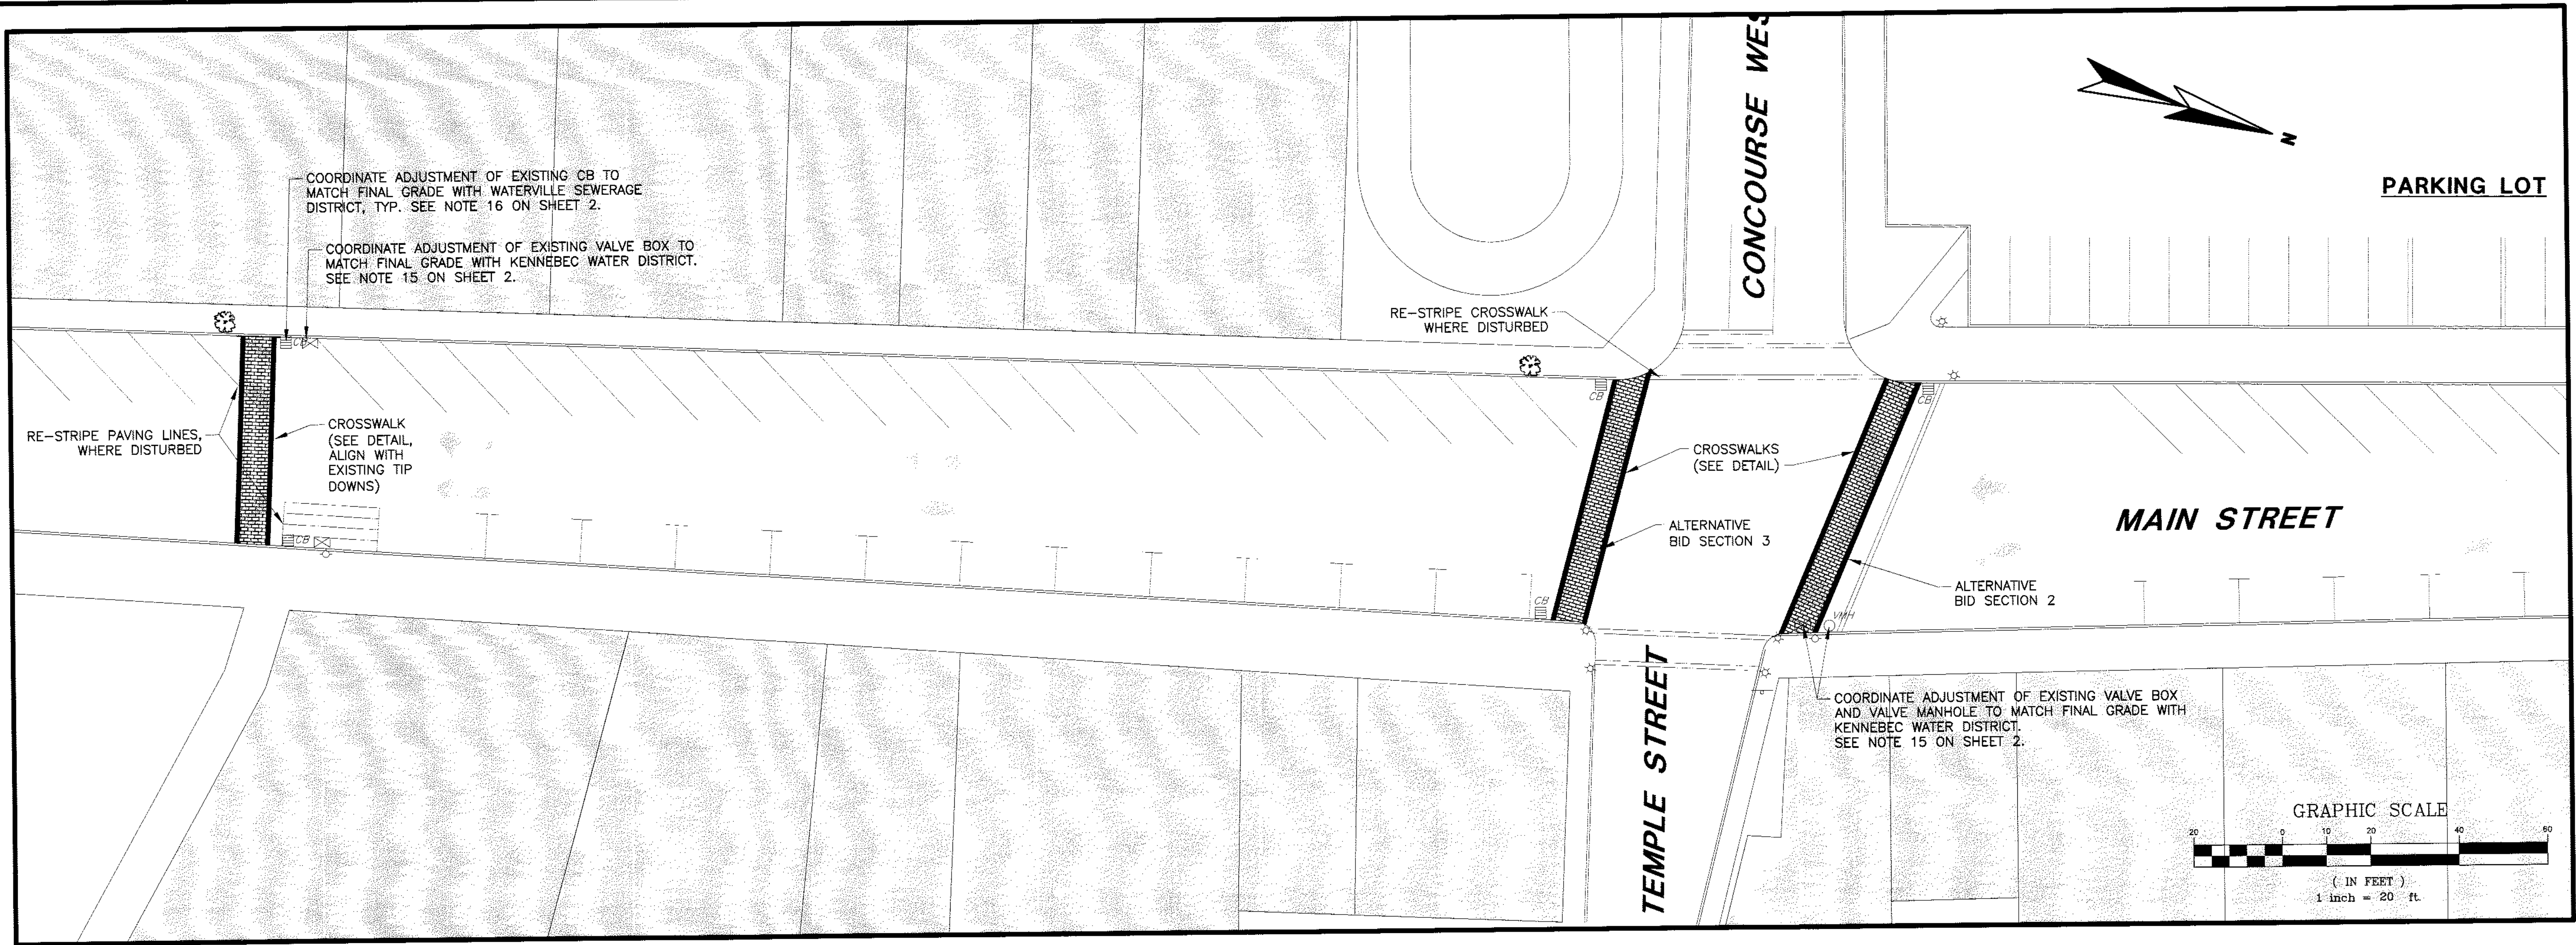 CONCOURSE WES
N
PARKING LOT
COORDINATE ADJUSTMENT OF EXISTING CB TO
MATCH FINAL GRADE WITH WATERVILLE SEWERAGE
DISTRICT, TYP. SEE NOTE 16 ON SHEET 2.
COORDINATE ADJUSTMENT OF EXISTING VALVE BOX TO
MATCH FINAL GRADE WITH KENNEBEC WATER DISTRICT.
SEE NOTE 15 ON SHEET 2.
RE-STRIPE CROSSWALK
WHERE DISTURBED
CB
CB
CB
RE-STRIPE PAVING LINES,
WHERE DISTURBED
CROSSWALK
(SEE DETAIL,
ALIGN WITH
EXISTING TIP
DOWNS)
CROSSWALKS
(SEE DETAIL)
ALTERNATIVE
BID SECTION 3
MAIN STREET
CB
ALTERNATIVE
BID SECTION 2
CB
VMH
TEMPLE STREET
COORDINATE ADJUSTMENT OF EXISTING VALVE BOX
AND VALVE MANHOLE TO MATCH FINAL GRADE WITH
KENNEBEC WATER DISTRICT.
SEE NOTE 15 ON SHEET 2.
GRAPHIC SCALE
20 0 10 20 40 60
( IN FEET )
1 inch = 20 ft.